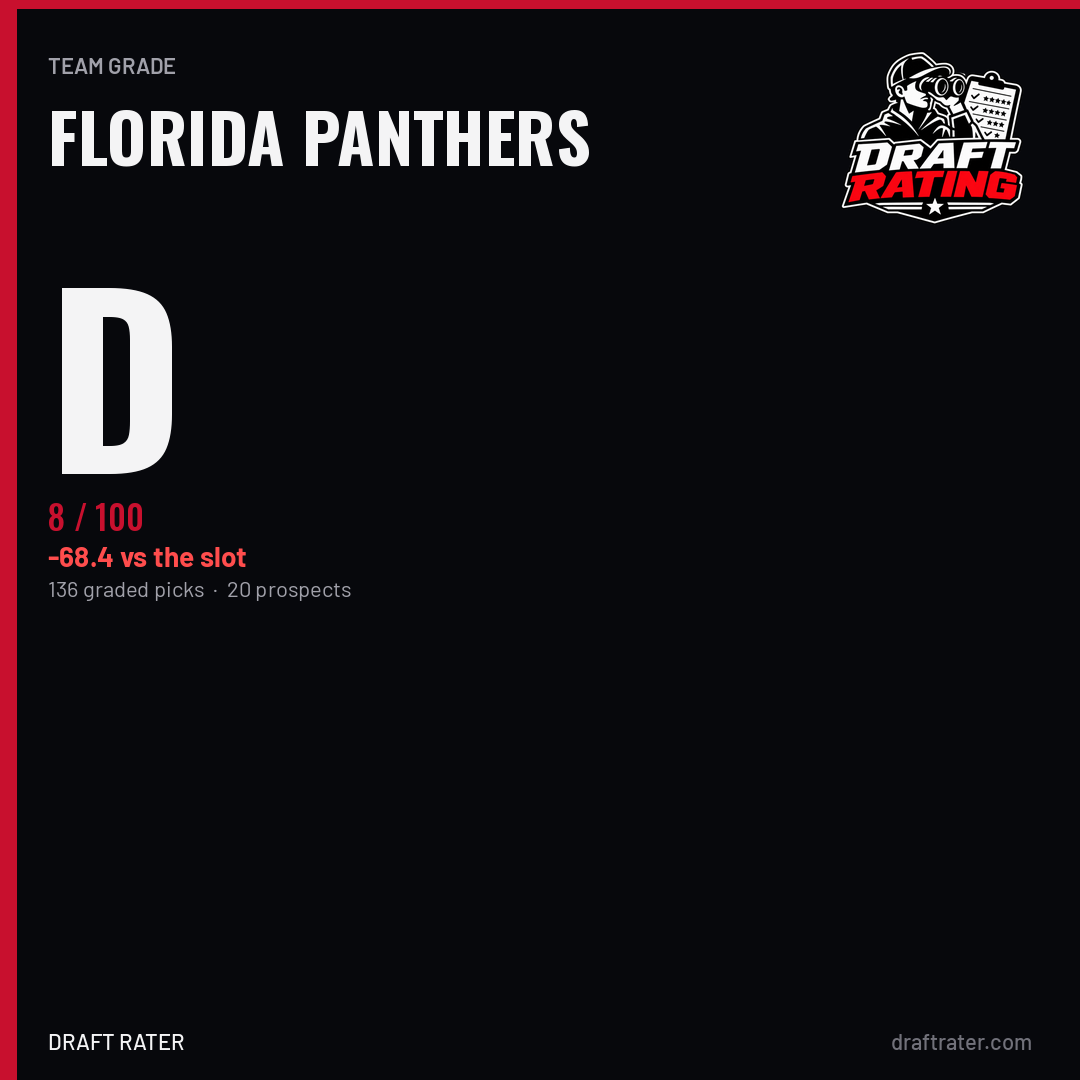 TEAM GRADE
FLORIDA PANTHERS
DRAFT
RATING
D
8 / 100
-68.4 vs the slot
136 graded picks · 20 prospects
DRAFT RATER
draftrater.com